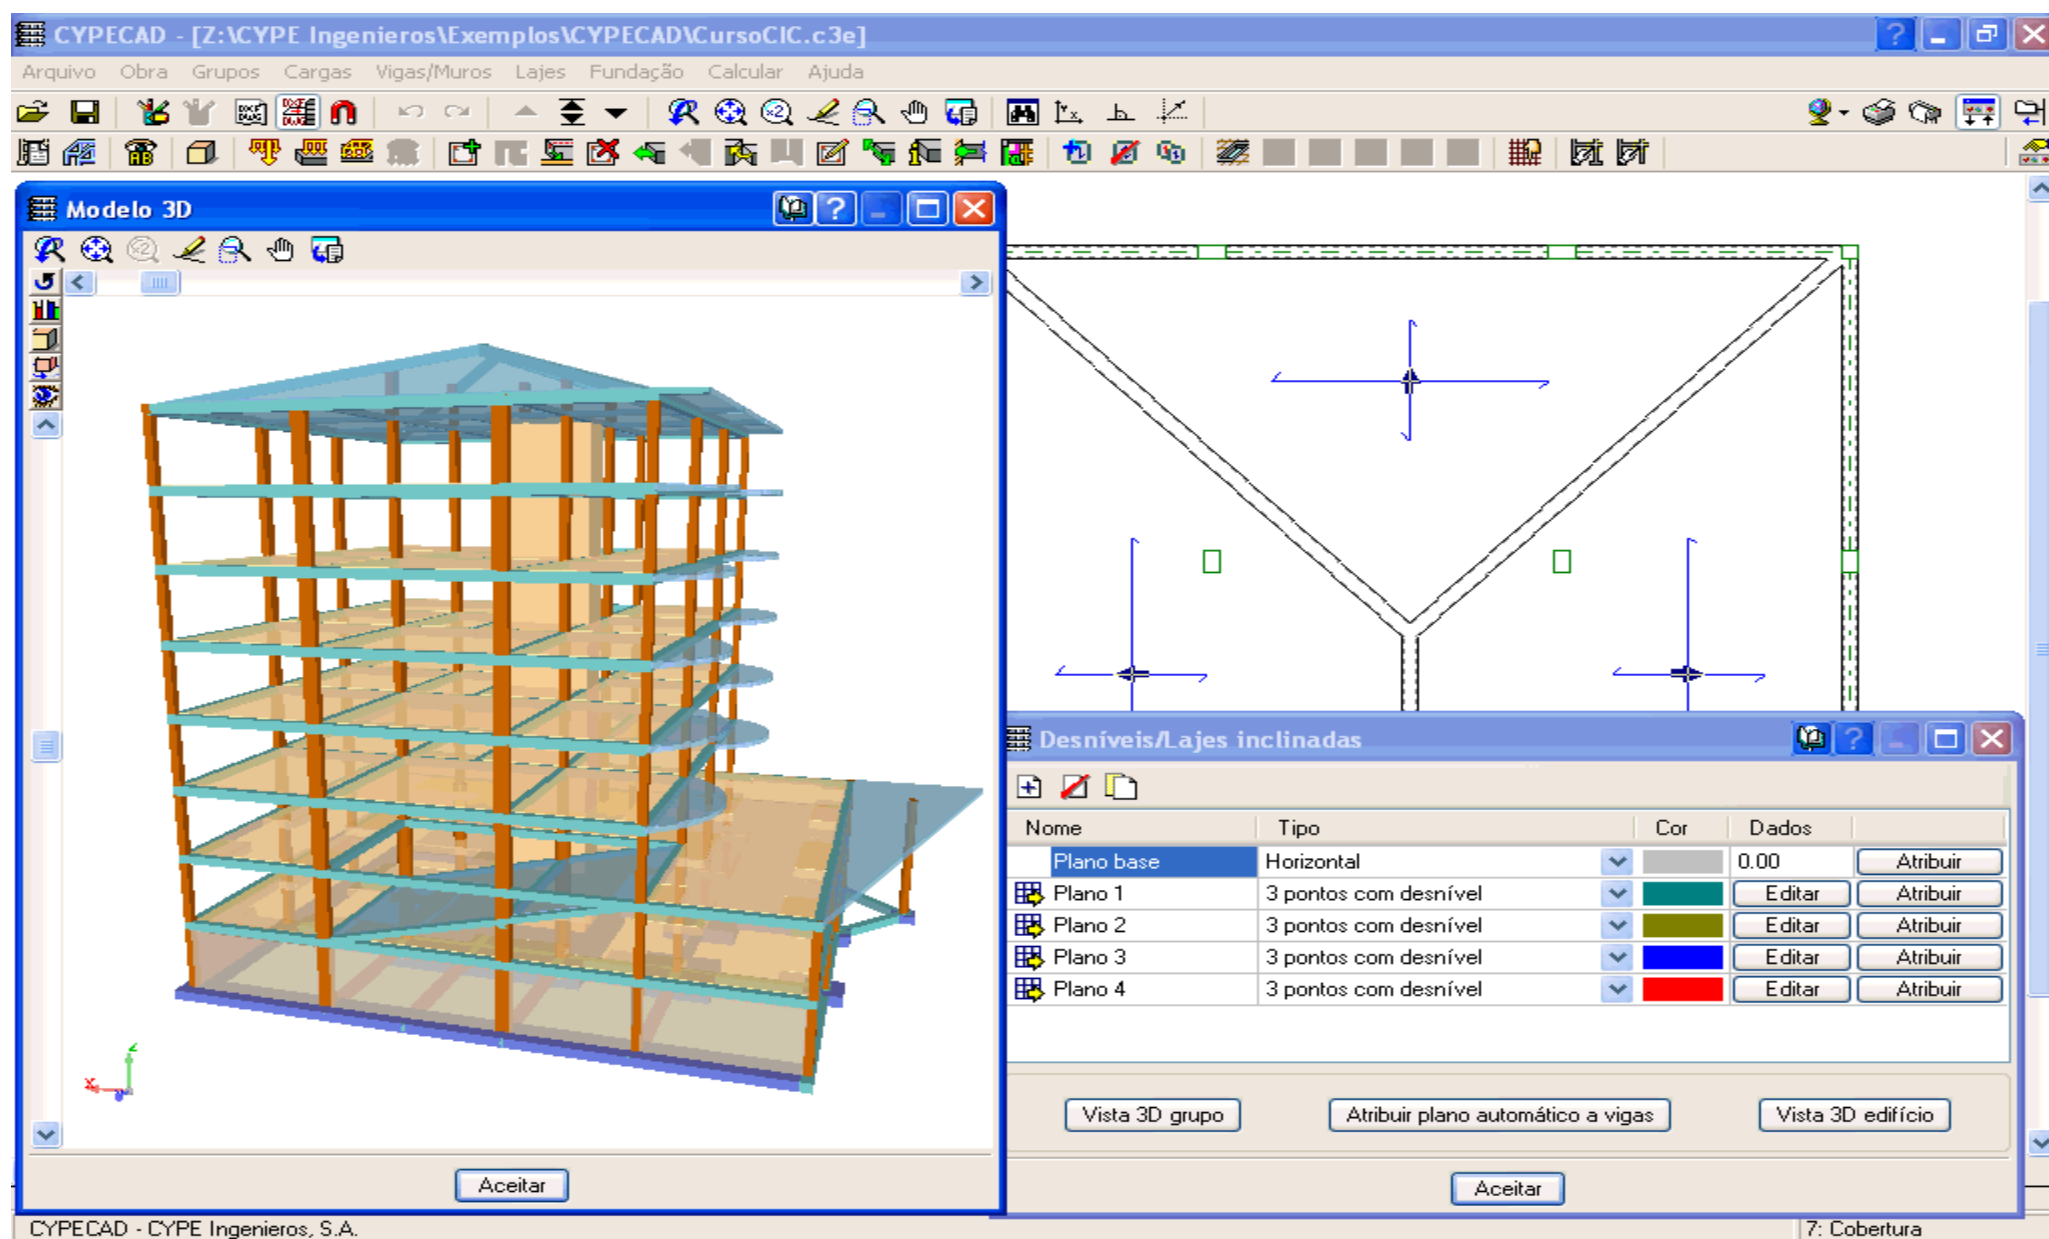 CYPECAD - [Z:\CYPE Ingenieros\Exemplos\CYPECAD\CursoCIC.c3e]
Arquivo Obra Grupos Cargas Vigas/Muros Lajes Fundação Calcular Ajuda
Modelo 3D
Desníveis/Lajes inclinadas
Nome Tipo Cor Dados
Plano base Horizontal 0.00 Atribuir
Plano 1 3 pontos com desnível Editar Atribuir
Plano 2 3 pontos com desnível Editar Atribuir
Plano 3 3 pontos com desnível Editar Atribuir
Plano 4 3 pontos com desnível Editar Atribuir
Vista 3D grupo Atribuir plano automático a vigas Vista 3D edifício
Aceitar Aceitar
CYPECAD - CYPE Ingenieros, S.A. 7: Cobertura